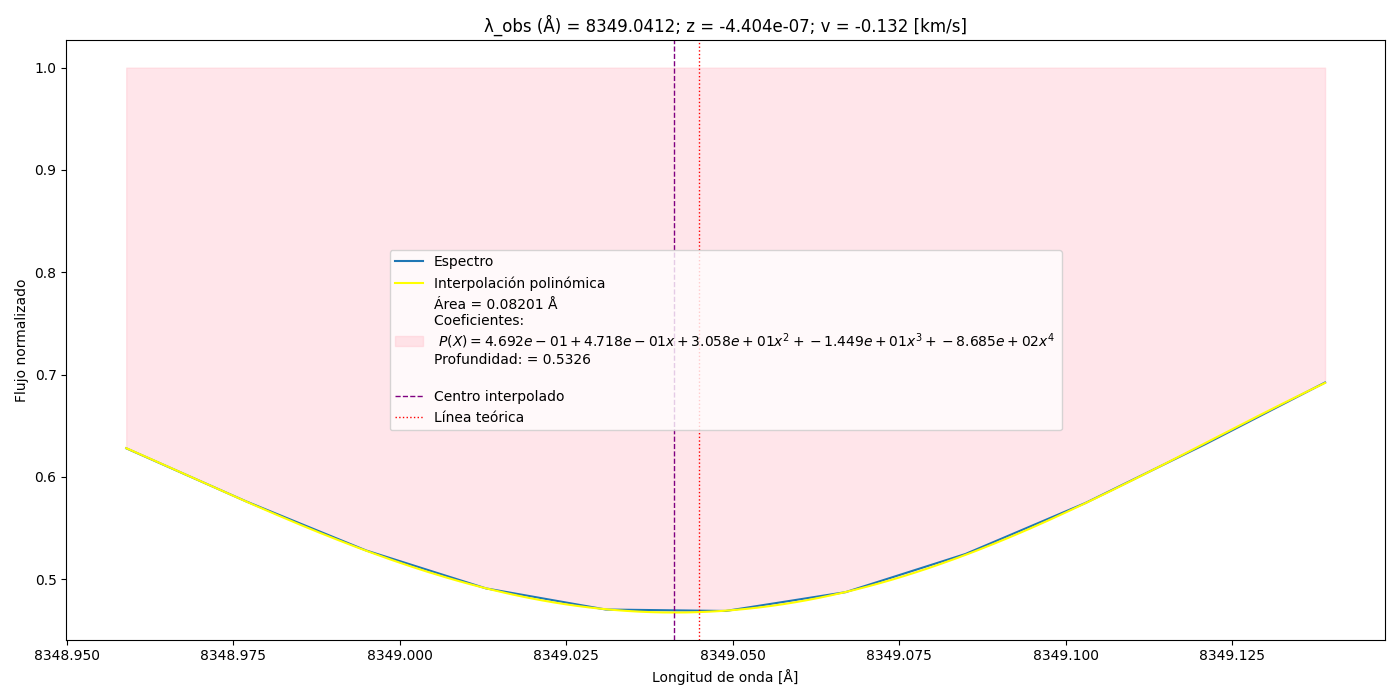 λ_obs (Å) = 8349.0412; z = -4.404e-07; v = -0.132 [km/s]
Flujo normalizado
1.0
0.9
0.8
0.7
0.6
0.5
Espectro
Interpolación polinómica
Área = 0.08201 Å
Coeficientes:
P(X) = 4.692e − 01 + 4.718e − 01x + 3.058e + 01x² + −1.449e + 01x³ + −8.685e + 02x⁴
Profundidad: = 0.5326
Centro interpolado
Línea teórica
8348.950 8348.975 8349.000 8349.025 8349.050 8349.075 8349.100 8349.125
Longitud de onda [Å]